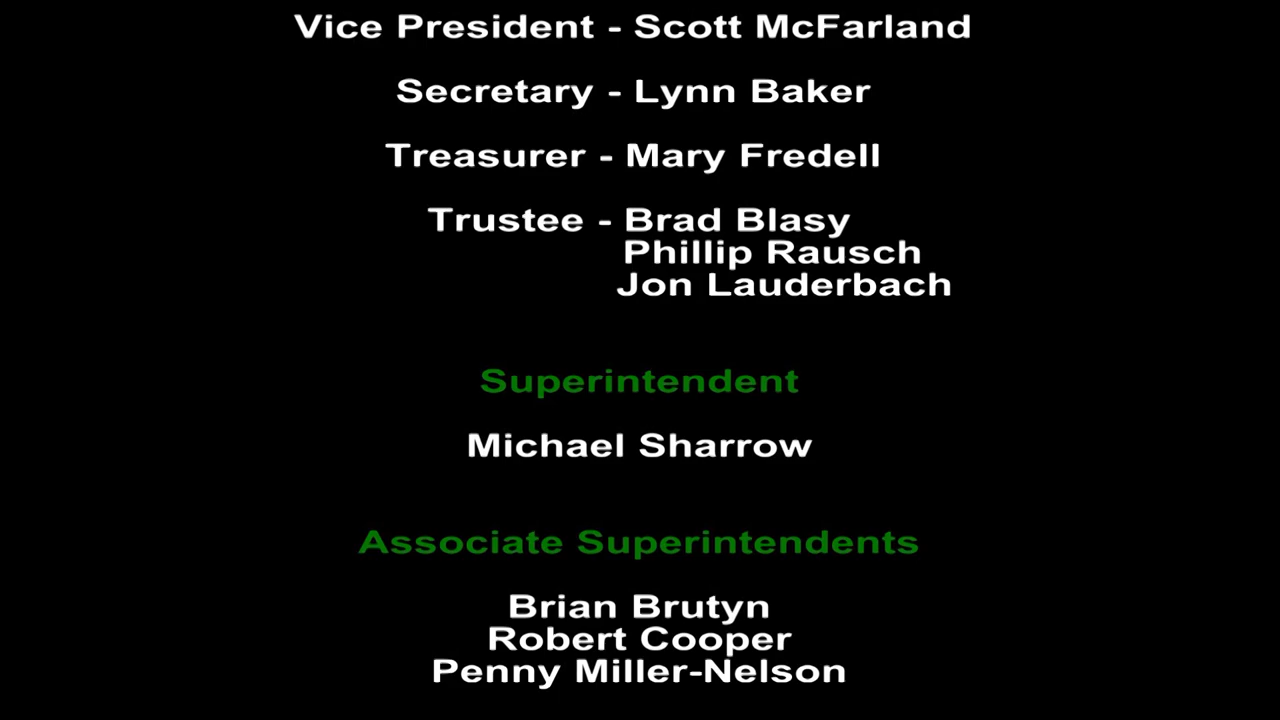 Vice President - Scott McFarland
Secretary - Lynn Baker
Treasurer - Mary Fredell
Trustee - Brad Blasy
Phillip Rausch
Jon Lauderbach
Superintendent
Michael Sharrow
Associate Superintendents
Brian Brutyn
Robert Cooper
Penny Miller-Nelson